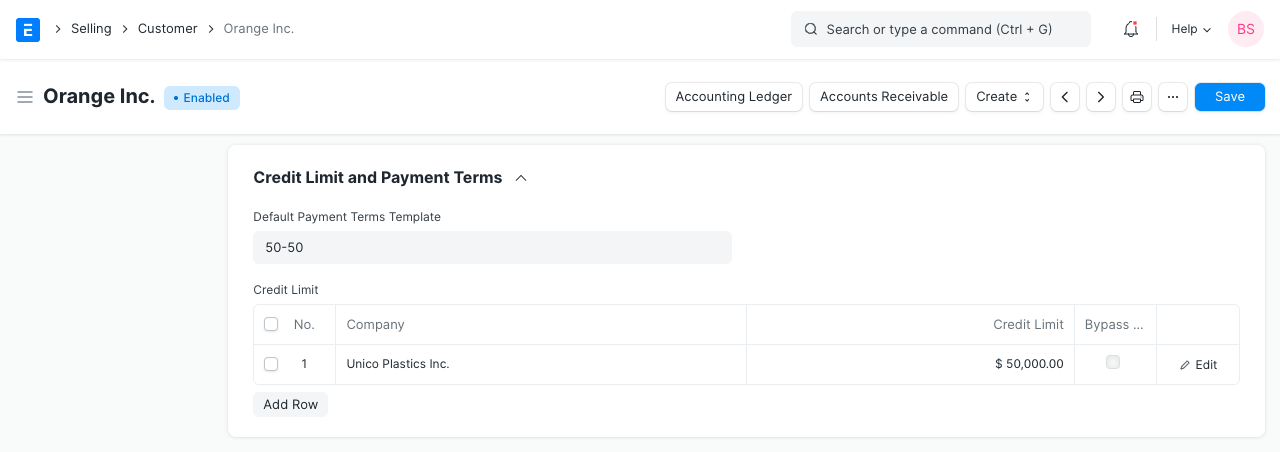 E Selling Customer Orange Inc. Search or type a command (Ctrl + G) Help BS
Orange Inc. • Enabled Accounting Ledger Accounts Receivable Create ... Save
Credit Limit and Payment Terms
Default Payment Terms Template
50-50
Credit Limit
No. Company Credit Limit Bypass ...
1 Unico Plastics Inc. $ 50,000.00 Edit
Add Row